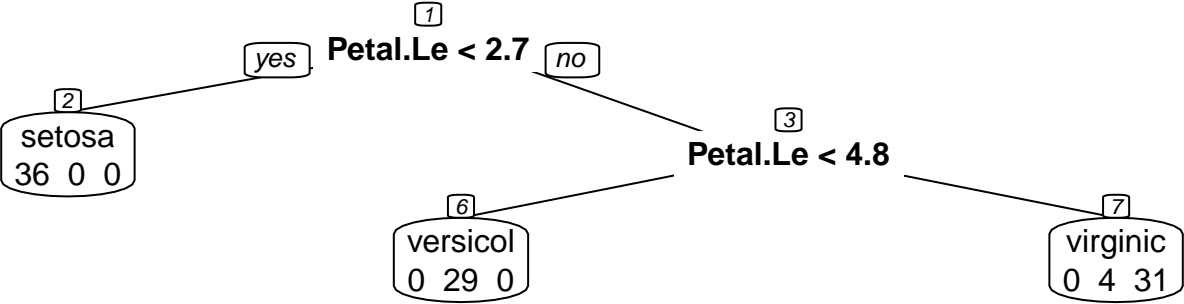 1
yes Petal.Le < 2.7 no
2
setosa
36 0 0
3
Petal.Le < 4.8
6
versicol
0 29 0
7
virginic
0 4 31